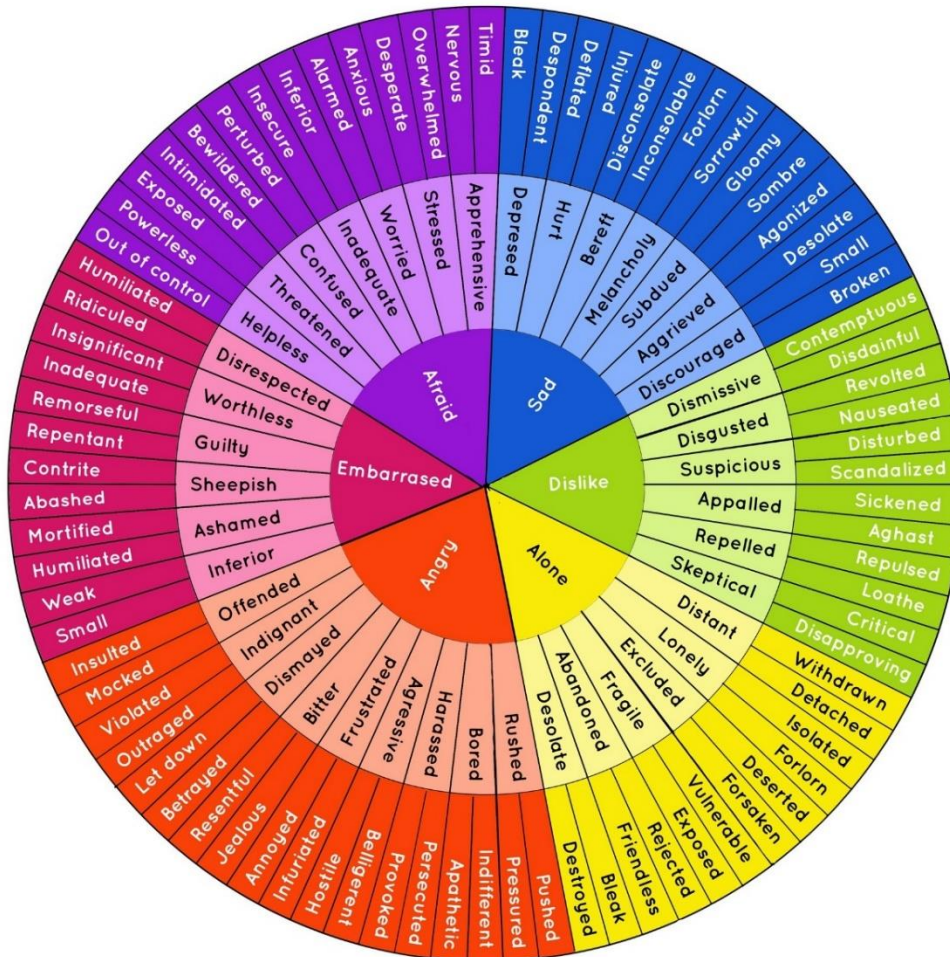 Afraid
Sad
Dislike
Alone
Angry
Embarrased
Apprehensive
Stressed
Worried
Inadequate
Confused
Threatened
Helpless
Depresed
Hurt
Bereft
Melancholy
Subdued
Aggrieved
Discouraged
Dismissive
Disgusted
Suspicious
Appalled
Repelled
Skeptical
Distant
Lonely
Excluded
Fragile
Abandoned
Desolate
Rushed
Bored
Harassed
Agressive
Frustrated
Bitter
Dismayed
Indignant
Offended
Inferior
Ashamed
Sheepish
Guilty
Worthless
Disrespected
Bleak
Despondent
Deflated
Injured
Disconsolate
Inconsolable
Forlorn
Sorrowful
Gloomy
Sombre
Agonized
Desolate
Small
Broken
Contemptuous
Disdainful
Revolted
Nauseated
Disturbed
Scandalized
Sickened
Aghast
Repulsed
Loathe
Critical
Disapproving
Withdrawn
Detached
Isolated
Forlorn
Deserted
Forsaken
Vulnerable
Exposed
Rejected
Friendless
Bleak
Destroyed
Pushed
Pressured
Indifferent
Apathetic
Persecuted
Provoked
Belligerent
Hostile
Infuriated
Annoyed
Jealous
Resentful
Betrayed
Let down
Outraged
Violated
Mocked
Insulted
Small
Weak
Humiliated
Mortified
Abashed
Contrite
Repentant
Remorseful
Inadequate
Insignificant
Ridiculed
Humiliated
Out of control
Powerless
Exposed
Intimidated
Bewildered
Perturbed
Insecure
Inferior
Alarmed
Anxious
Desperate
Overwhelmed
Nervous
Timid